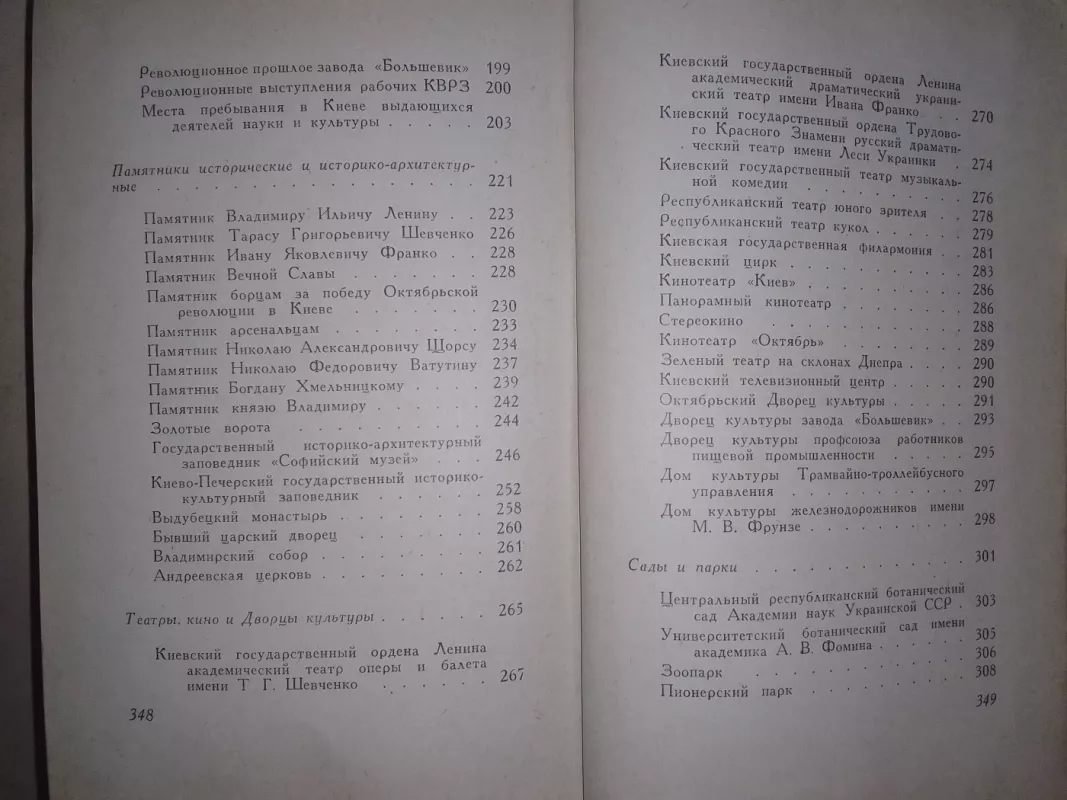 Революционное прошлое завода «Большевик» 199
Революционные выступления рабочих КВРЗ 200
Места пребывания в Киеве выдающихся
деятелей науки и культуры . . . . . 203
Памятники исторические и историко-архитектур-
ные . . . . . . . . . . . . . . . . . 221
Памятник Владимиру Ильичу Ленину . . 223
Памятник Тарасу Григорьевичу Шевченко 226
Памятник Ивану Яковлевичу Франко . . 228
Памятник Вечной Славы . . . . . . . 228
Памятник борцам за победу Октябрьской
революции в Киеве . . . . . . . 230
Памятник арсенальцам . . . . . . . . 233
Памятник Николаю Александровичу Щорсу 234
Памятник Николаю Федоровичу Ватутину 237
Памятник Богдану Хмельницкому . . . . 239
Памятник князю Владимиру . . . . . . 242
Золотые ворота . . . . . . . . . . 244
Государственный историко-архитектурный
заповедник «Софийский музей» . . . 246
Киево-Печерский государственный историко-
культурный заповедник . . . . . . 252
Выдубецкий монастырь . . . . . . . . 258
Бывший царский дворец . . . . . . . 260
Владимирский собор . . . . . . . . . 261
Андреевская церковь . . . . . . . . . 262
Театры, кино и Дворцы культуры . . . . . . 265
Киевский государственный ордена Ленина
академический театр оперы и балета
имени Т Г. Шевченко . . . . . . 267
348
Киевский государственный ордена Ленина
академический драматический украин-
ский театр имени Ивана Франко . . 270
Киевский государственный ордена Трудово-
го Красного Знамени русский драмати-
ческий театр имени Леси Украинки . 274
Киевский государственный театр музыкаль-
ной комедии . . . . . . . . . 276
Республиканский театр юного зрителя . . 278
Республиканский театр кукол . . . . . . 279
Киевская государственная филармония . . 281
Киевский цирк . . . . . . . . . . . 283
Кинотеатр «Киев» . . . . . . . . . . 286
Панорамный кинотеатр . . . . . . . . 286
Стереокино . . . . . . . . . . . . 288
Кинотеатр «Октябрь» . . . . . . . . . 289
Зеленый театр на склонах Днепра . . . . 290
Киевский телевизионный центр . . . . . 290
Октябрьский Дворец культуры . . . . . 291
Дворец культуры завода «Большевик» . . 293
Дворец культуры профсоюза работников
пищевой промышленности . . . . . 295
Дом культуры Трамвайно-троллейбусного
управления . . . . . . . . . . . 297
Дом культуры железнодорожников имени
М. В. Фрунзе . . . . . . . . . . 298
Сады и парки . . . . . . . . . . . . . 301
Центральный республиканский ботанический
сад Академии наук Украинской ССР . 303
Университетский ботанический сад имени
академика А. В. Фомина . . . . . . 305
Зоопарк . . . . . . . . . . . . . 306
Пионерский парк . . . . . . . . . . 308
349